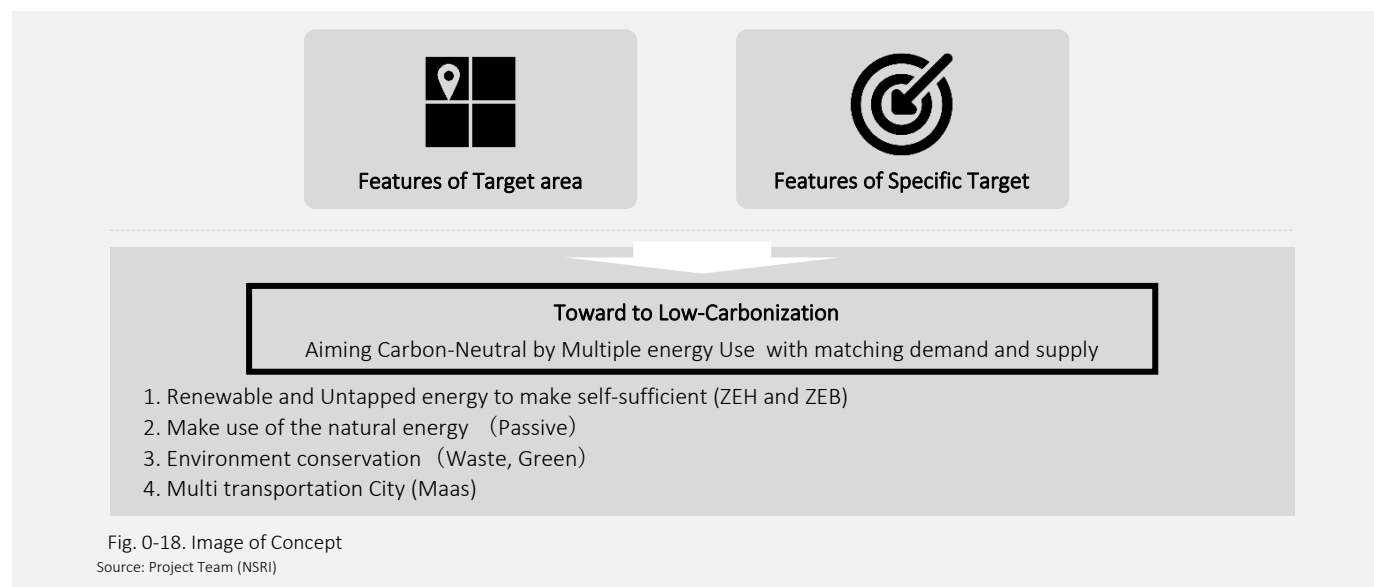 Features of Target area
Features of Specific Target
Toward to Low-Carbonization
Aiming Carbon-Neutral by Multiple energy Use  with matching demand and supply
1. Renewable and Untapped energy to make self-sufficient (ZEH and ZEB)
2. Make use of the natural energy （Passive）
3. Environment conservation（Waste, Green）
4. Multi transportation City (Maas)
Fig. 0-18. Image of Concept
Source: Project Team (NSRI)